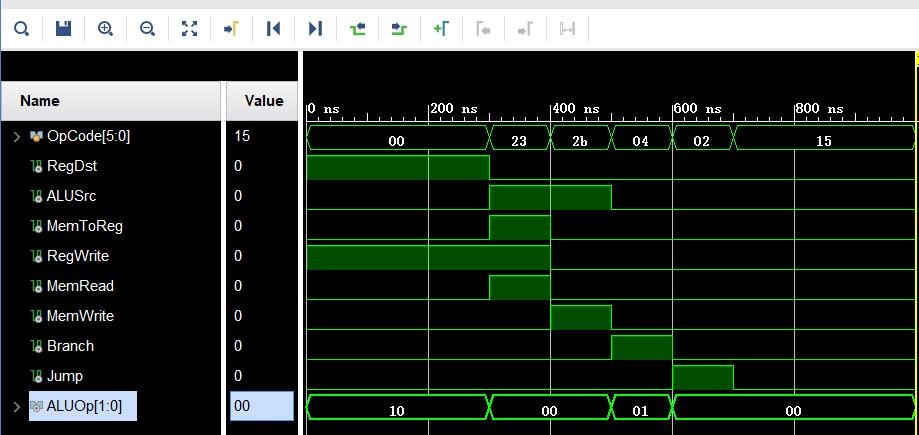 Name Value
0 ns 200 ns 400 ns 600 ns 800 ns
OpCode[5:0] 15 00 23 2b 04 02 15
RegDst 0
ALUSrc 0
MemToReg 0
RegWrite 0
MemRead 0
MemWrite 0
Branch 0
Jump 0
ALUOp[1:0] 00 10 00 01 00